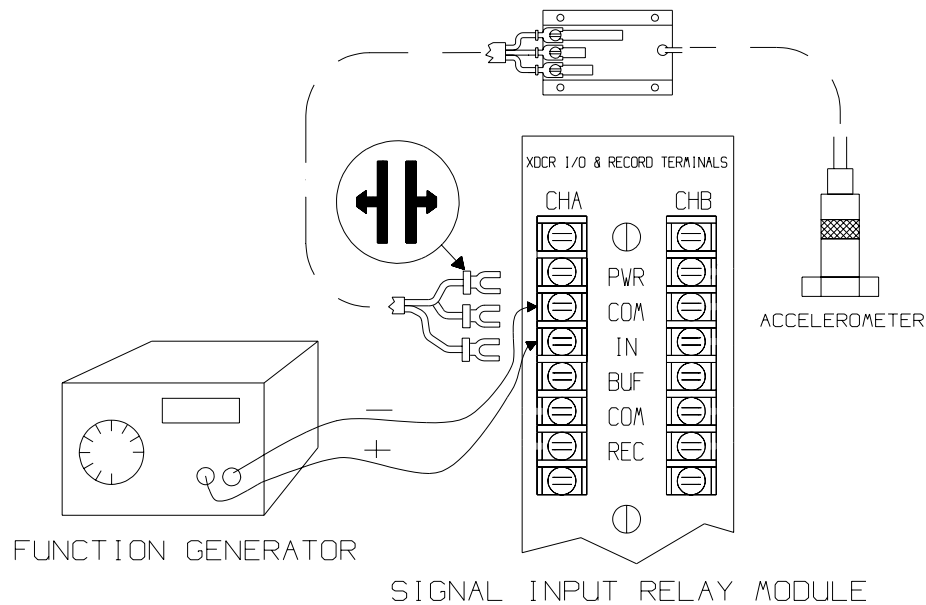 XDCR I/O & RECORD TERMINALS
CHA CHB
PWR
COM
IN
BUF
COM
REC
ACCELEROMETER
−
+
FUNCTION GENERATOR
SIGNAL INPUT RELAY MODULE